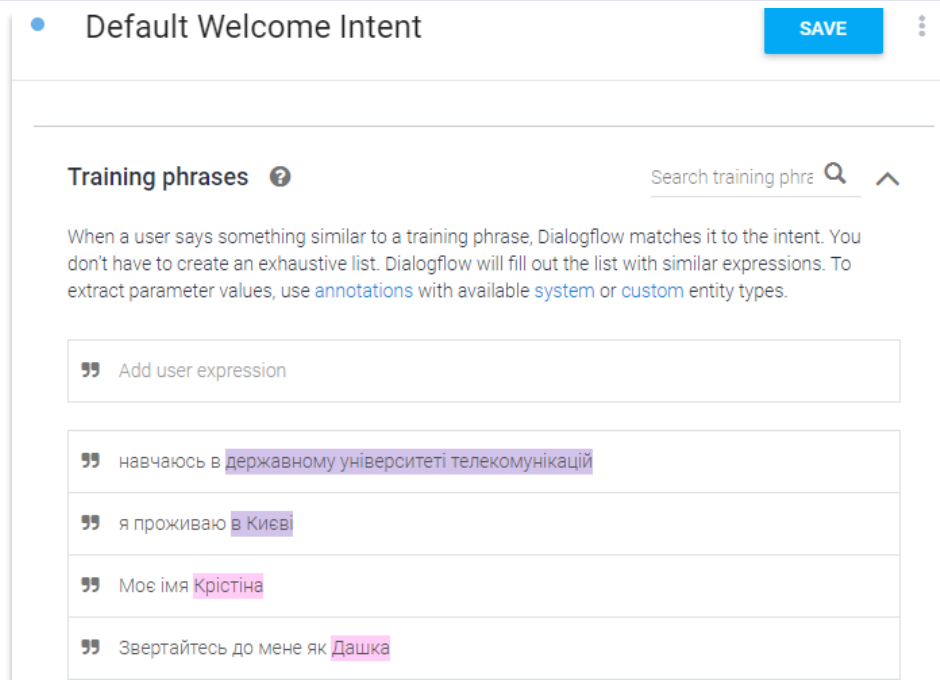 Default Welcome Intent
SAVE
Training phrases
Search training phra
When a user says something similar to a training phrase, Dialogflow matches it to the intent. You
don't have to create an exhaustive list. Dialogflow will fill out the list with similar expressions. To
extract parameter values, use annotations with available system or custom entity types.
Add user expression
навчаюсь в державному університеті телекомунікацій
я проживаю в Києві
Моє імя Крістіна
Звертайтесь до мене як Дашка